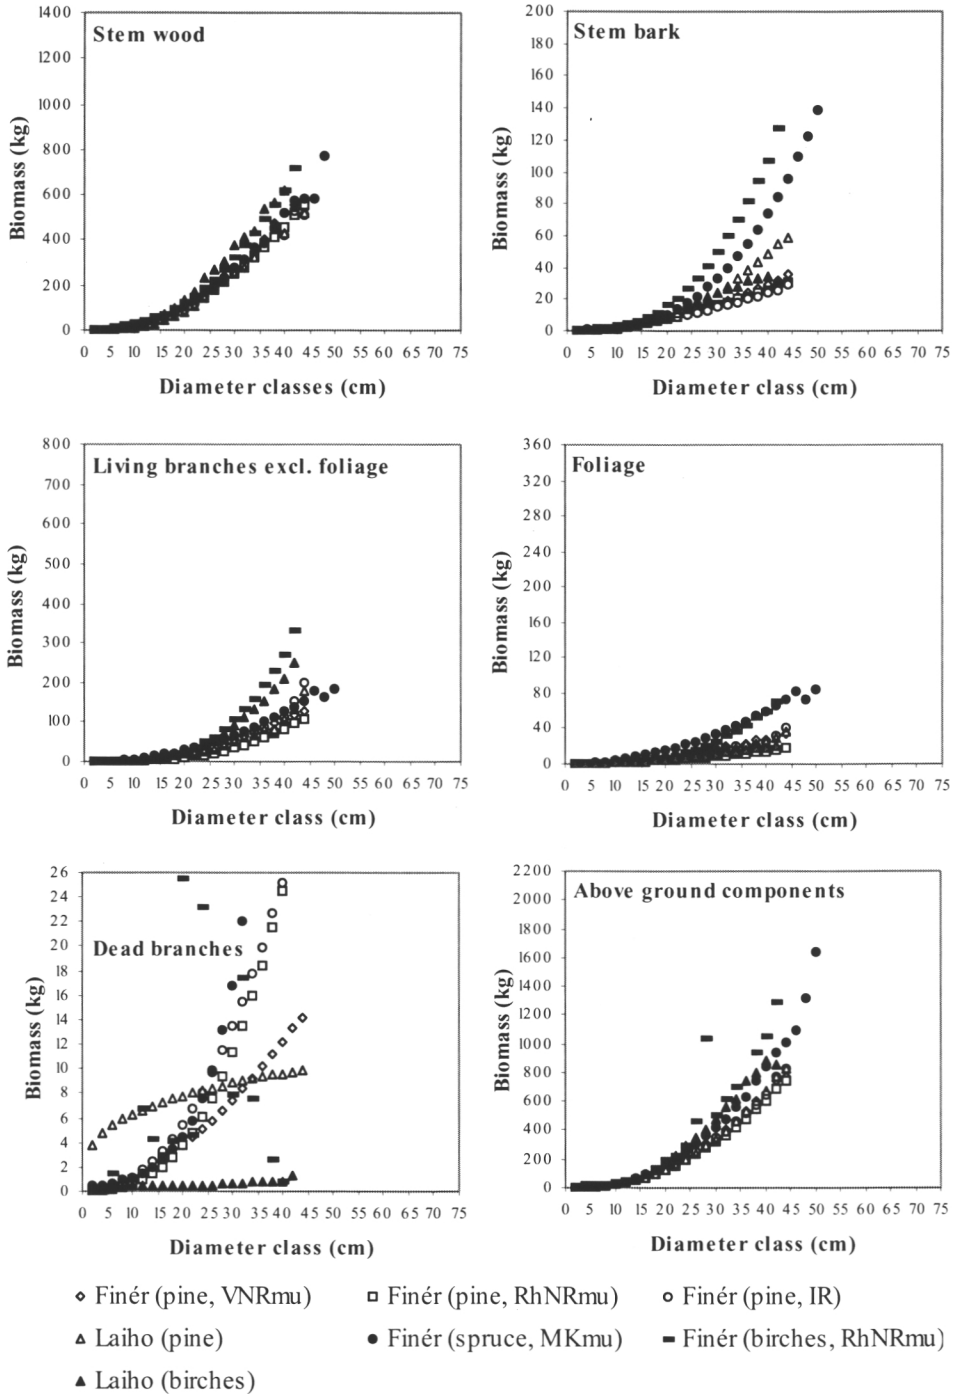 Stem wood
Biomass (kg)
1400
1200
1000
800
600
400
200
0
0 5 10 15 20 25 30 35 40 45 50 55 60 65 70 75
Diameter classes (cm)
Stem bark
Biomass (kg)
200
180
160
140
120
100
80
60
40
20
0
0 5 10 15 20 25 30 35 40 45 50 55 60 65 70 75
Diameter class (cm)
Living branches excl. foliage
Biomass (kg)
800
700
600
500
400
300
200
100
0
0 5 10 15 20 25 30 35 40 45 50 55 60 65 70 75
Diameter class (cm)
Foliage
Biomass (kg)
360
320
280
240
200
160
120
80
40
0
0 5 10 15 20 25 30 35 40 45 50 55 60 65 70 75
Diameter class (cm)
Dead branches
Biomass (kg)
26
24
22
20
18
16
14
12
10
8
6
4
2
0
0 5 10 15 20 25 30 35 40 45 50 55 60 65 70 75
Diameter class (cm)
Above ground components
Biomass (kg)
2200
2000
1800
1600
1400
1200
1000
800
600
400
200
0
0 5 10 15 20 25 30 35 40 45 50 55 60 65 70 75
Diameter class (cm)
Finér (pine, VNRmu) Finér (pine, RhNRmu) Finér (pine, IR)
Laiho (pine) Finér (spruce, MKmu) Finér (birches, RhNRmu)
Laiho (birches)